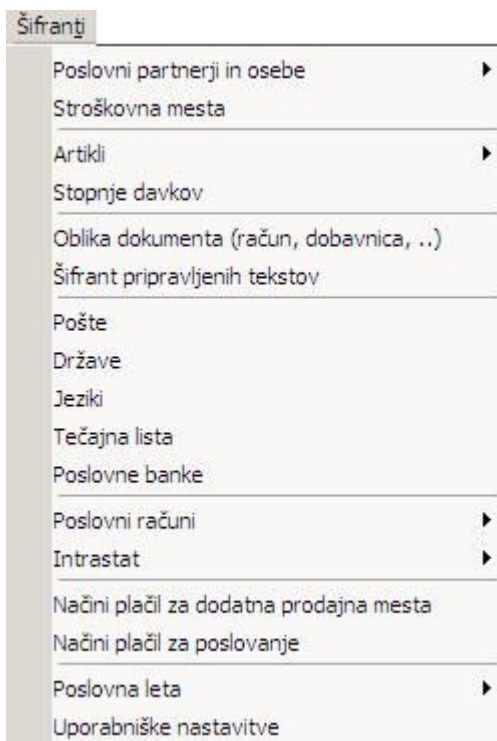 Šifranti
Poslovni partnerji in osebe
Stroškovna mesta
Artikli
Stopnje davkov
Oblika dokumenta (račun, dobavnica, ..)
Šifrant pripravljenih tekstov
Pošte
Države
Jeziki
Tečajna lista
Poslovne banke
Poslovni računi
Intrastat
Načini plačil za dodatna prodajna mesta
Načini plačil za poslovanje
Poslovna leta
Uporabniške nastavitve